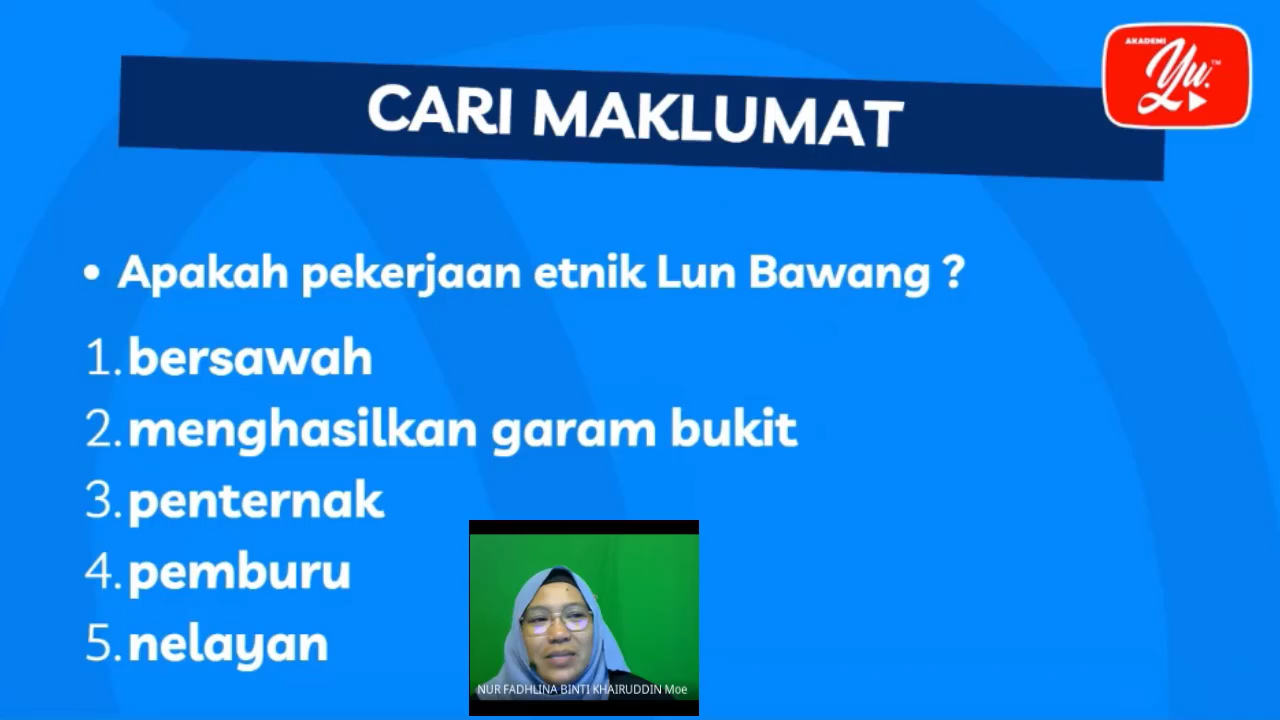 AKADEMI
Yu.™
CARI MAKLUMAT
• Apakah pekerjaan etnik Lun Bawang ?
1. bersawah
2. menghasilkan garam bukit
3. penternak
4. pemburu
5. nelayan
NUR FADHLINA BINTI KHAIRUDDIN Moe